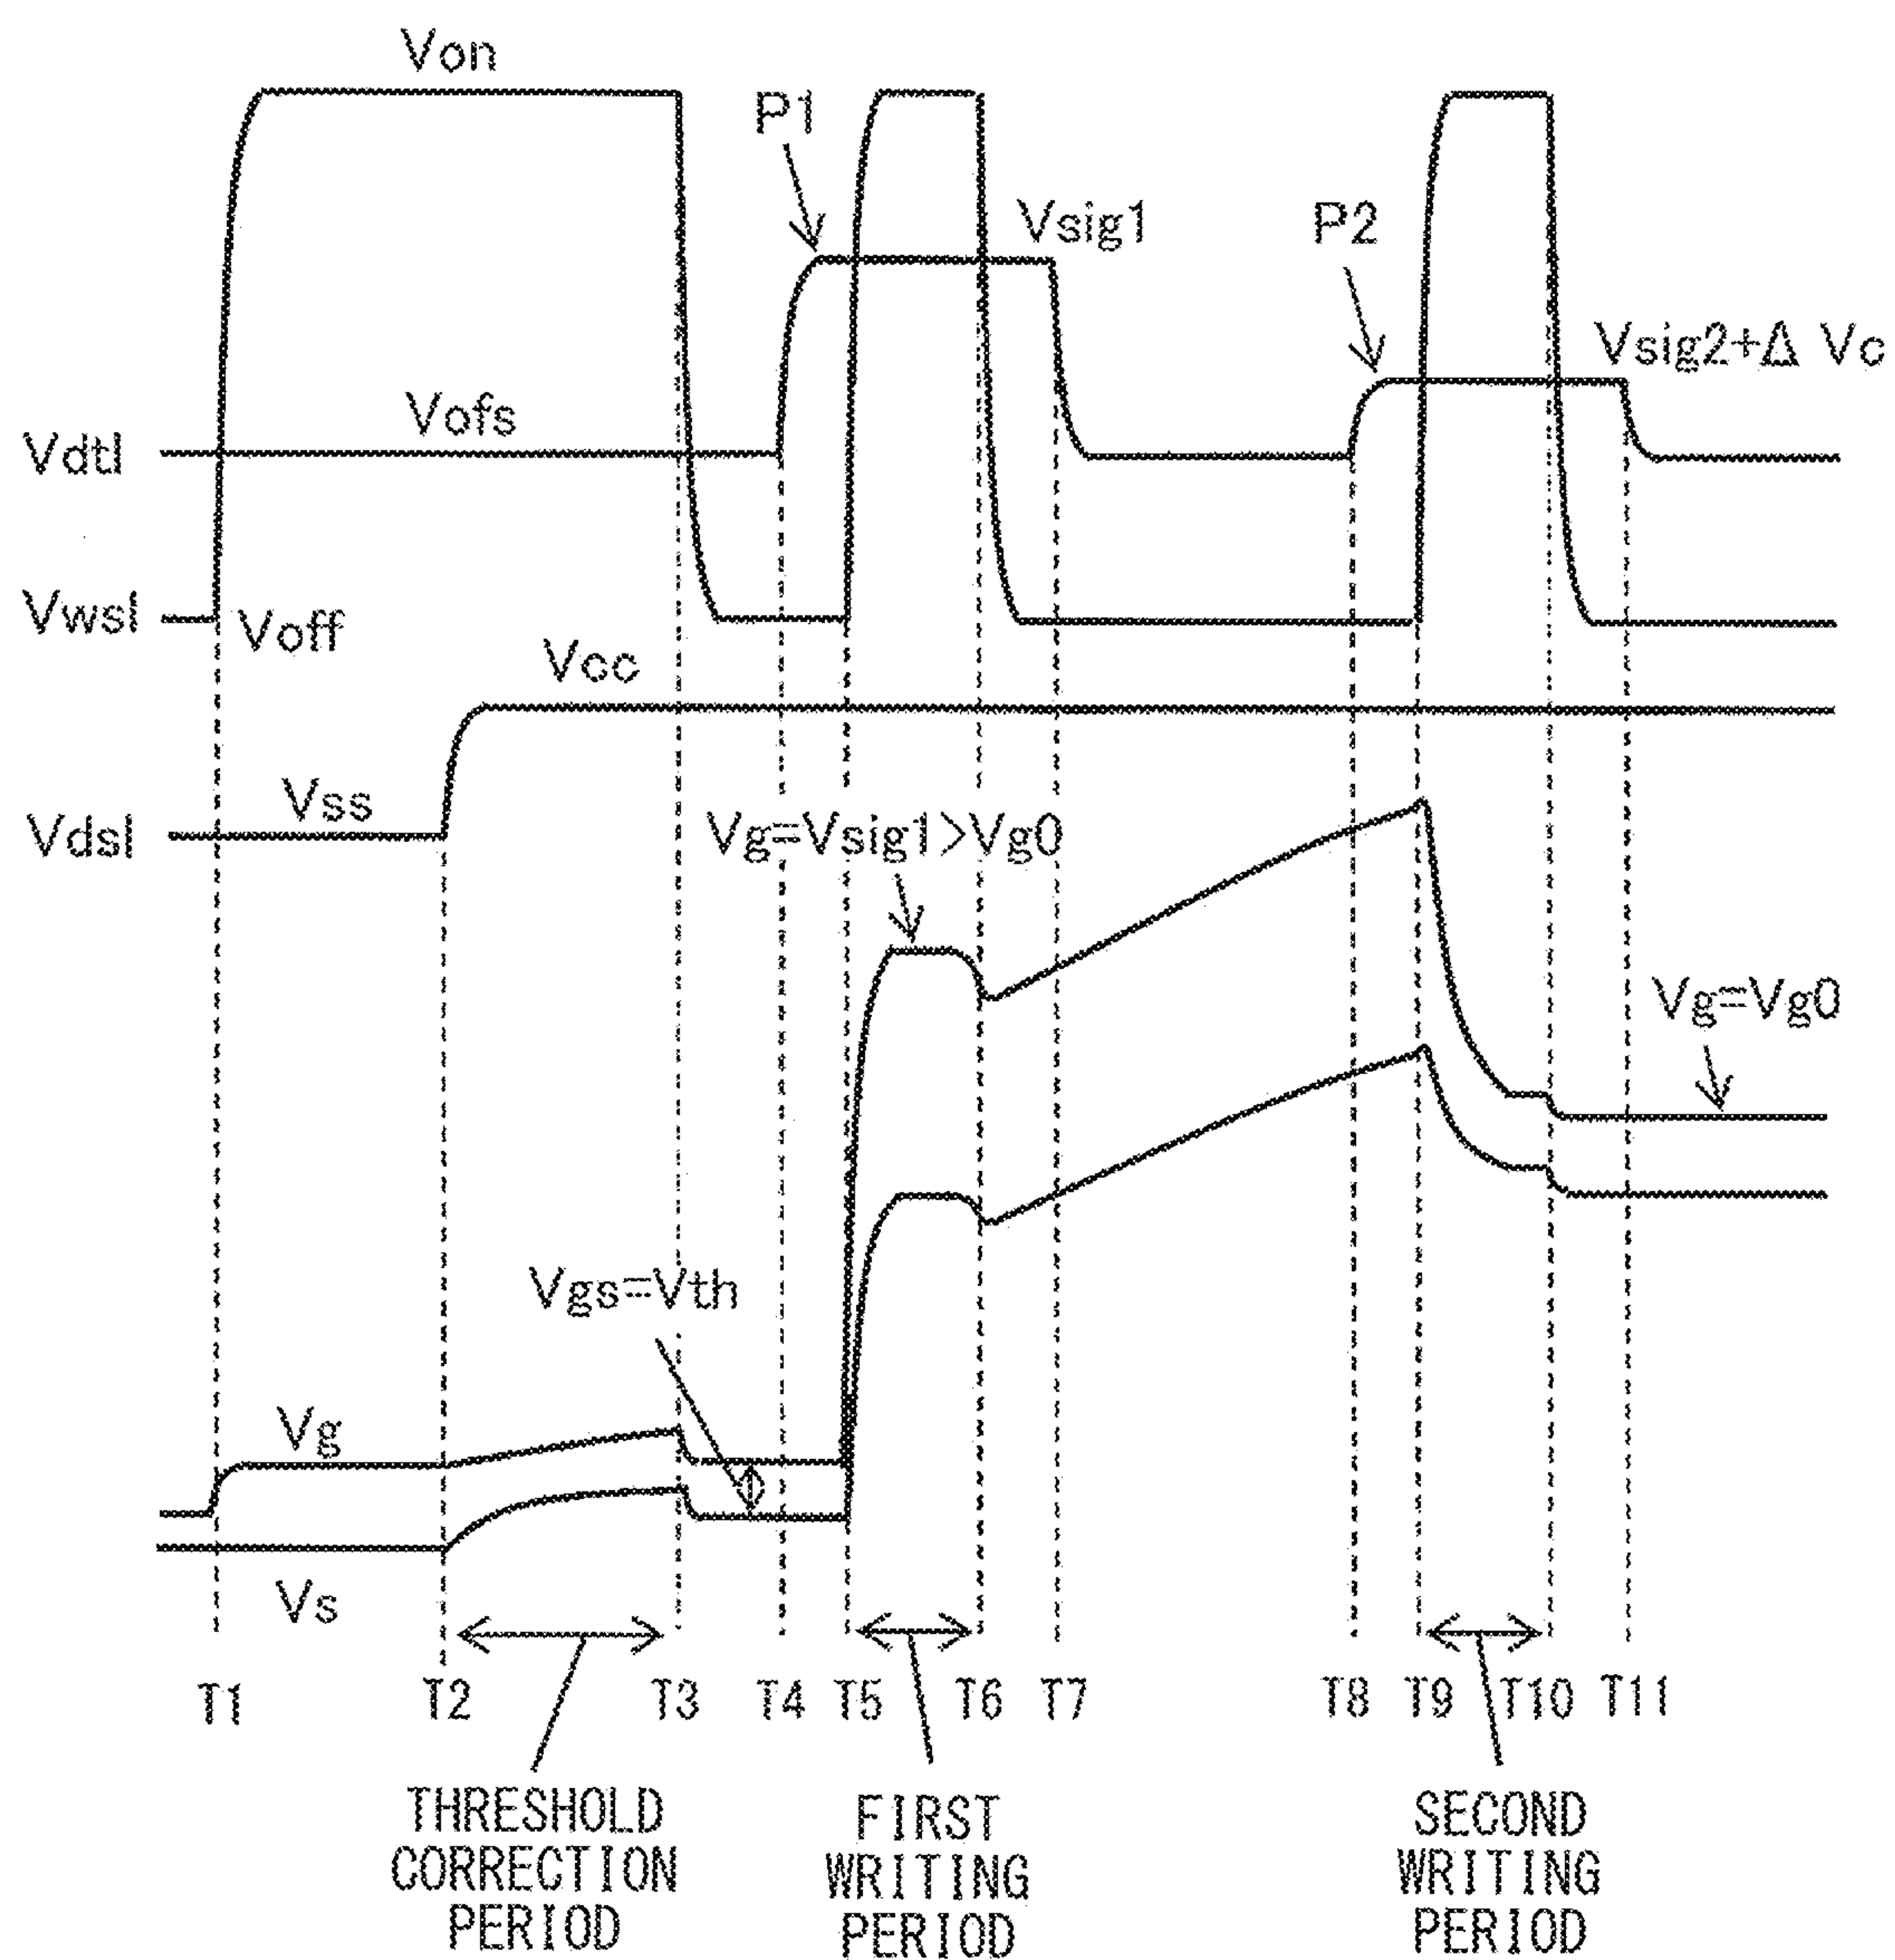 Von
P1
Vsig1
P2
Vsig2+Δ Vc
Vofs
Vdtl
Vwsl
Voff
Vcc
Vss
Vdsl
Vg=Vsig1>Vg0
Vg=Vg0
Vgs=Vth
Vg
Vs
T1 T2 T3 T4 T5 T6 T7 T8 T9 T10 T11
THRESHOLD
CORRECTION
PERIOD
FIRST
WRITING
PERIOD
SECOND
WRITING
PERIOD